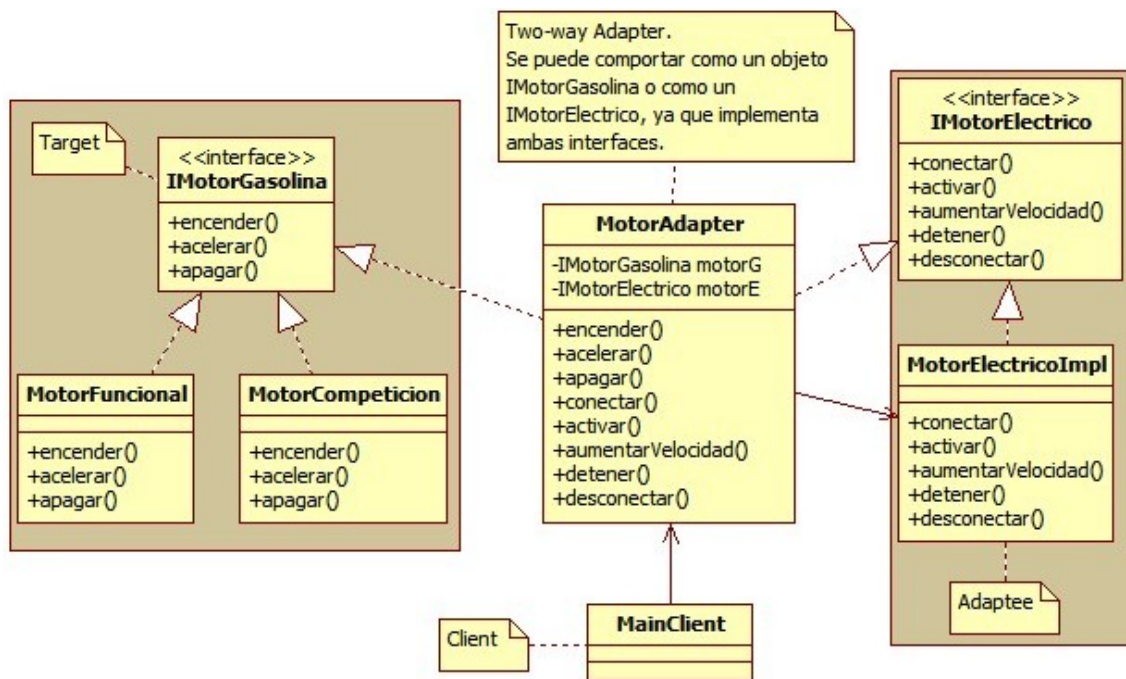 Two-way Adapter.
Se puede comportar como un objeto
IMotorGasolina o como un
IMotorElectrico, ya que implementa
ambas interfaces.
Target
<<interface>>
IMotorGasolina
+encender()
+acelerar()
+apagar()
MotorFuncional
+encender()
+acelerar()
+apagar()
MotorCompeticion
+encender()
+acelerar()
+apagar()
MotorAdapter
-IMotorGasolina motorG
-IMotorElectrico motorE
+encender()
+acelerar()
+apagar()
+conectar()
+activar()
+aumentarVelocidad()
+detener()
+desconectar()
<<interface>>
IMotorElectrico
+conectar()
+activar()
+aumentarVelocidad()
+detener()
+desconectar()
MotorElectricoImpl
+conectar()
+activar()
+aumentarVelocidad()
+detener()
+desconectar()
Adaptee
Client
MainClient